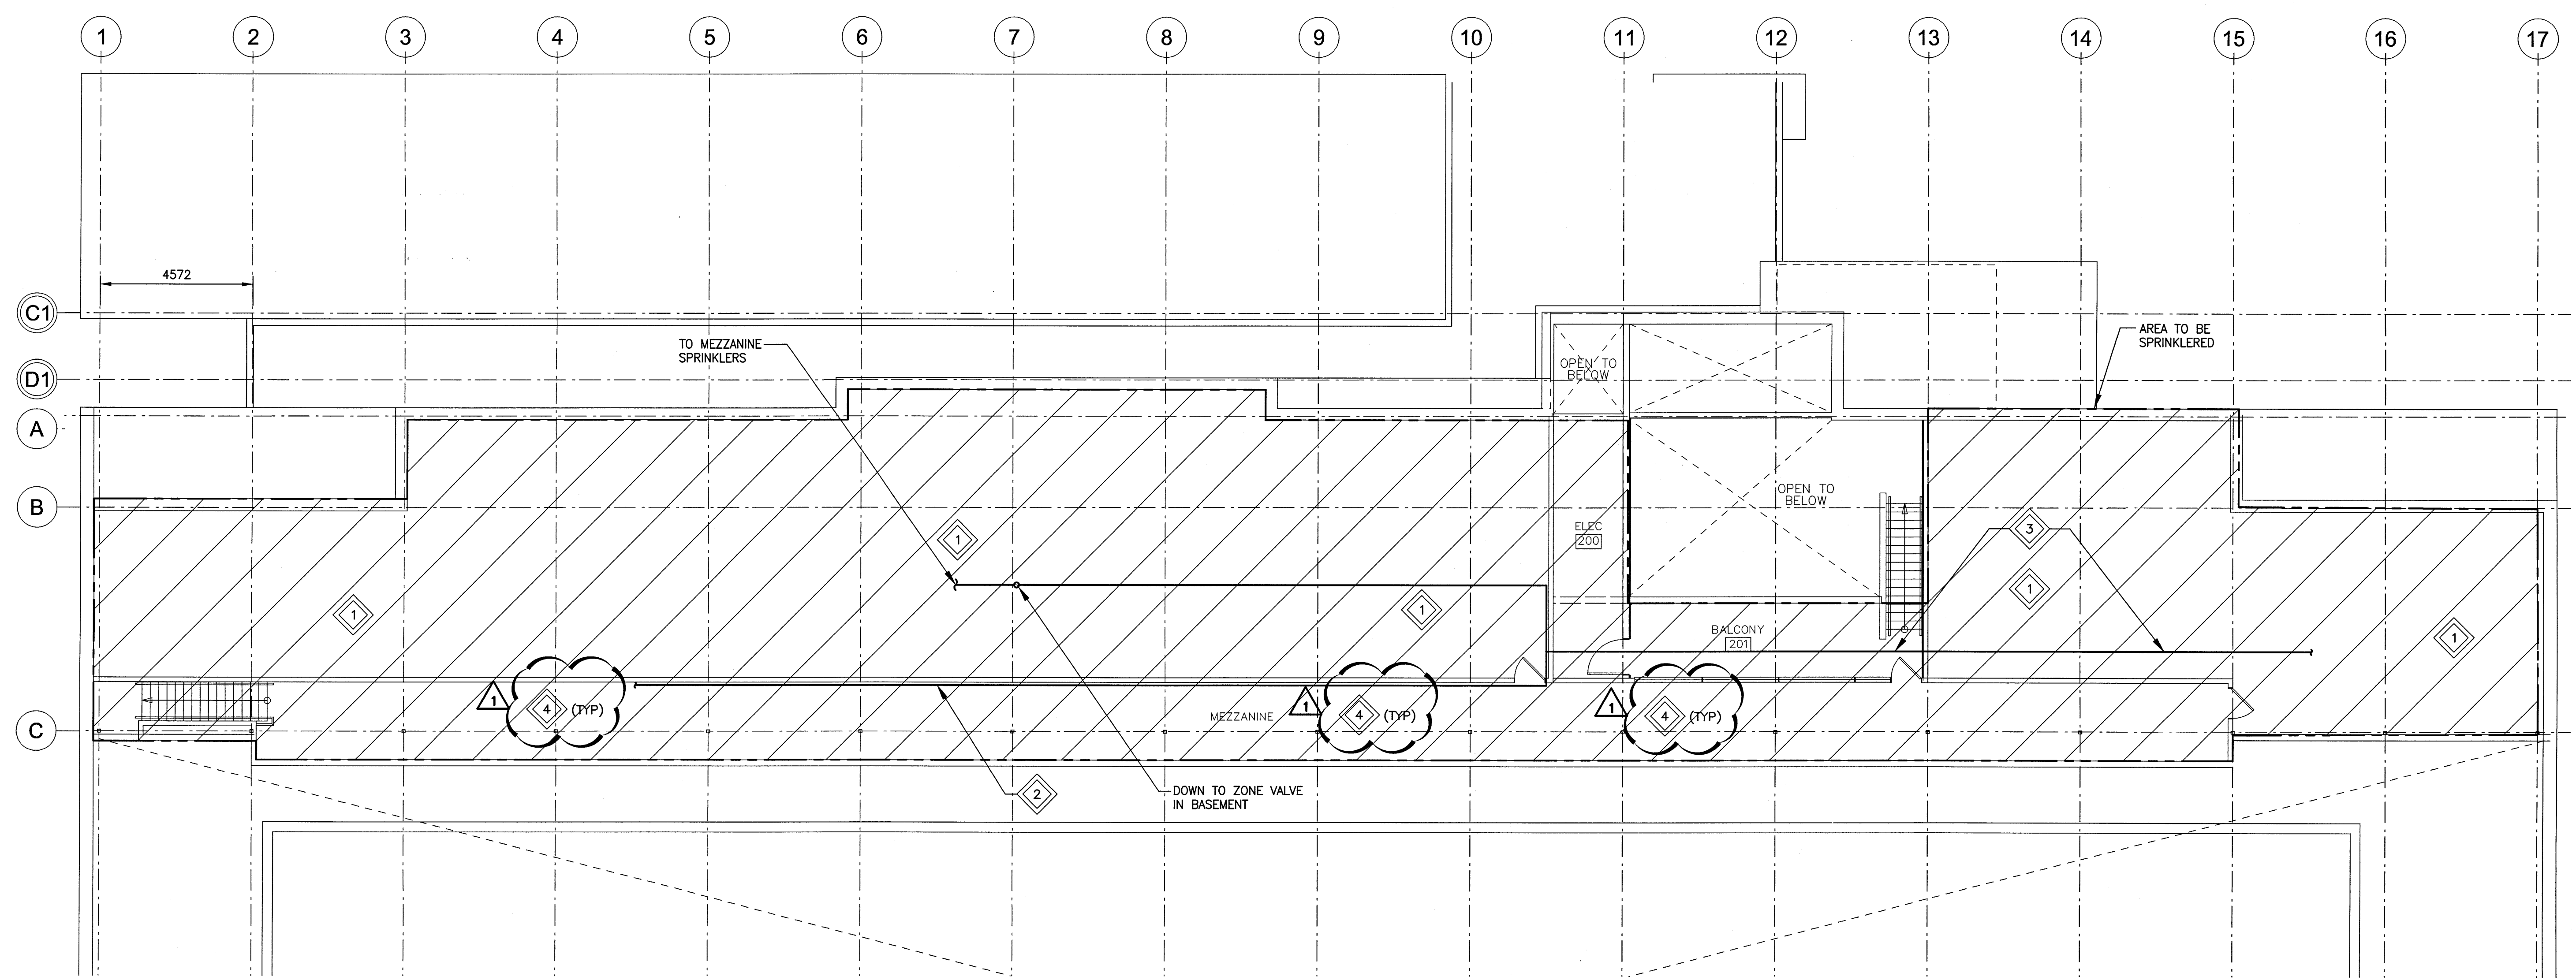 1 2 3 4 5 6 7 8 9 10 11 12 13 14 15 16 17
4572
C1
TO MEZZANINE
SPRINKLERS
AREA TO BE
SPRINKLERED
D1
OPEN TO
BELOW
A
OPEN TO
BELOW
B
ELEC
200
1
3
1
1
1
BALCONY
201
1
1
4 (TYP)
MEZZANINE
1
4 (TYP)
1
4 (TYP)
C
2
DOWN TO ZONE VALVE
IN BASEMENT